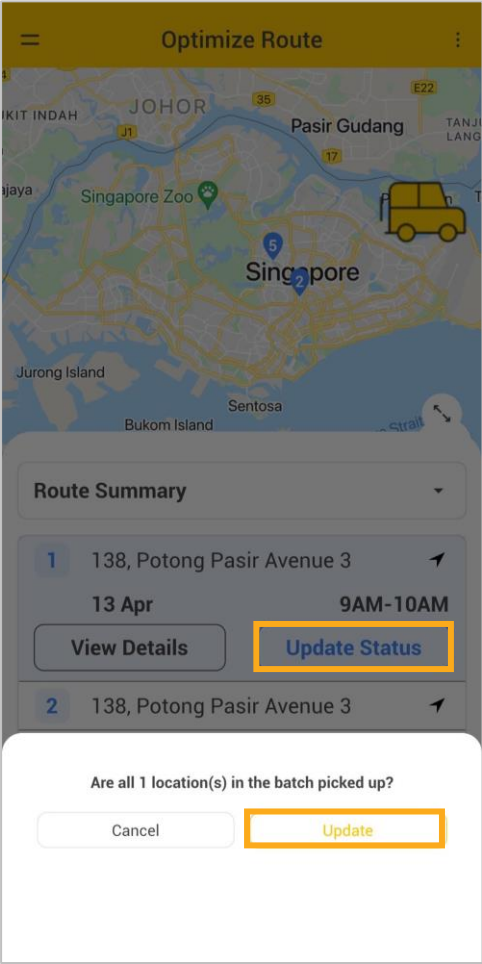 Optimize Route
E22
JOHOR
35
KIT INDAH
J1
Pasir Gudang
TANJU
LANG
17
ajaya
Singapore Zoo
5
Singapore
2
Jurong Island
Sentosa
Bukom Island
Strait
Route Summary
1 138, Potong Pasir Avenue 3
13 Apr 9AM-10AM
View Details Update Status
2 138, Potong Pasir Avenue 3
Are all 1 location(s) in the batch picked up?
Cancel Update